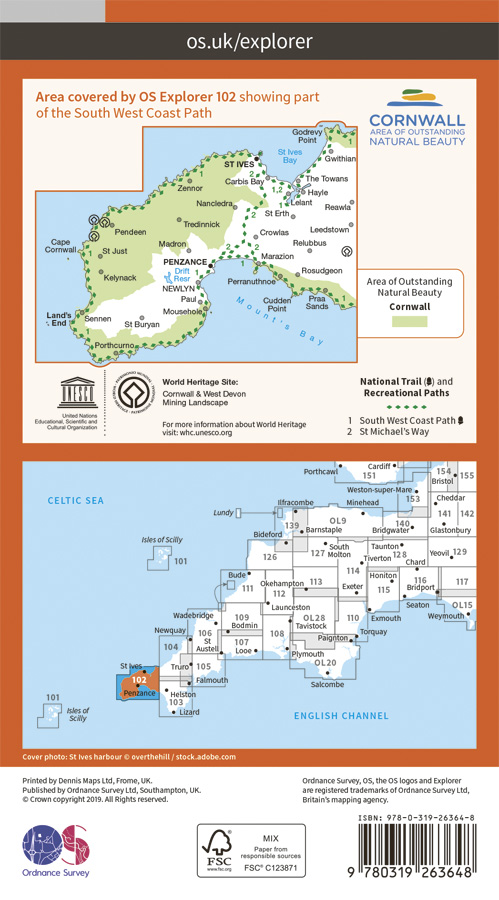 os.uk/explorer
Area covered by OS Explorer 102 showing part
of the South West Coast Path
CORNWALL
AREA OF OUTSTANDING
NATURAL BEAUTY
Godrevy
Point
St Ives
Bay
ST IVES
Gwithian
Carbis Bay
The Towans
Zennor
1,2
Hayle
Nancledra
Lelant
Reawla
St Erth
Tredinnick
Leedstown
Pendeen
Crowlas
Cape
Cornwall
Madron
Relubbus
St Just
PENZANCE
Marazion
Drift
Resr
Rosudgeon
Kelynack
NEWLYN
Perranuthnoe
Paul
Cudden
Point
Praa
Sands
Land's
End
Sennen
Mousehole
St Buryan
Mount's Bay
Porthcurno
1
1
1
1
1
1
2
2
2
2
Area of Outstanding
Natural Beauty
Cornwall
UNESCO
United Nations
Educational, Scientific and
Cultural Organization
World Heritage Site:
Cornwall & West Devon
Mining Landscape
For more information about World Heritage
visit: whc.unesco.org
National Trail ( ) and
Recreational Paths
1 South West Coast Path
2 St Michael's Way
CELTIC SEA
Porthcawl
Cardiff
151
154
155
Bristol
Weston-super-Mare
153
Lundy
Ilfracombe
Minehead
Cheddar
139
OL9
141
142
Barnstaple
140
Bridgwater
Glastonbury
Bideford
Isles of Scilly
101
126
127
South
Molton
Taunton
128
Yeovil
129
Tiverton
Chard
114
Bude
Okehampton
113
Honiton
116
117
111
112
Exeter
115
Bridport
Launceston
Seaton
OL15
Wadebridge
109
OL28
110
Exmouth
Weymouth
Bodmin
Tavistock
Newquay
106
108
Torquay
St
Austell
107
Paignton
104
Looe
Plymouth
St Ives
Truro
105
OL20
102
Falmouth
Salcombe
Penzance
Helston
103
101
Isles of
Scilly
Lizard
ENGLISH CHANNEL
Cover photo: St Ives harbour © overthehill / stock.adobe.com
Printed by Dennis Maps Ltd, Frome, UK.
Published by Ordnance Survey Ltd, Southampton, UK.
© Crown copyright 2019. All Rights reserved.
Ordnance Survey, OS, the OS logos and Explorer
are registered trademarks of Ordnance Survey Ltd,
Britain's mapping agency.
OS
Ordnance Survey
FSC
www.fsc.org
MIX
Paper from
responsible sources
FSC® C123871
ISBN: 978-0-319-26364-8
9 780319 263648